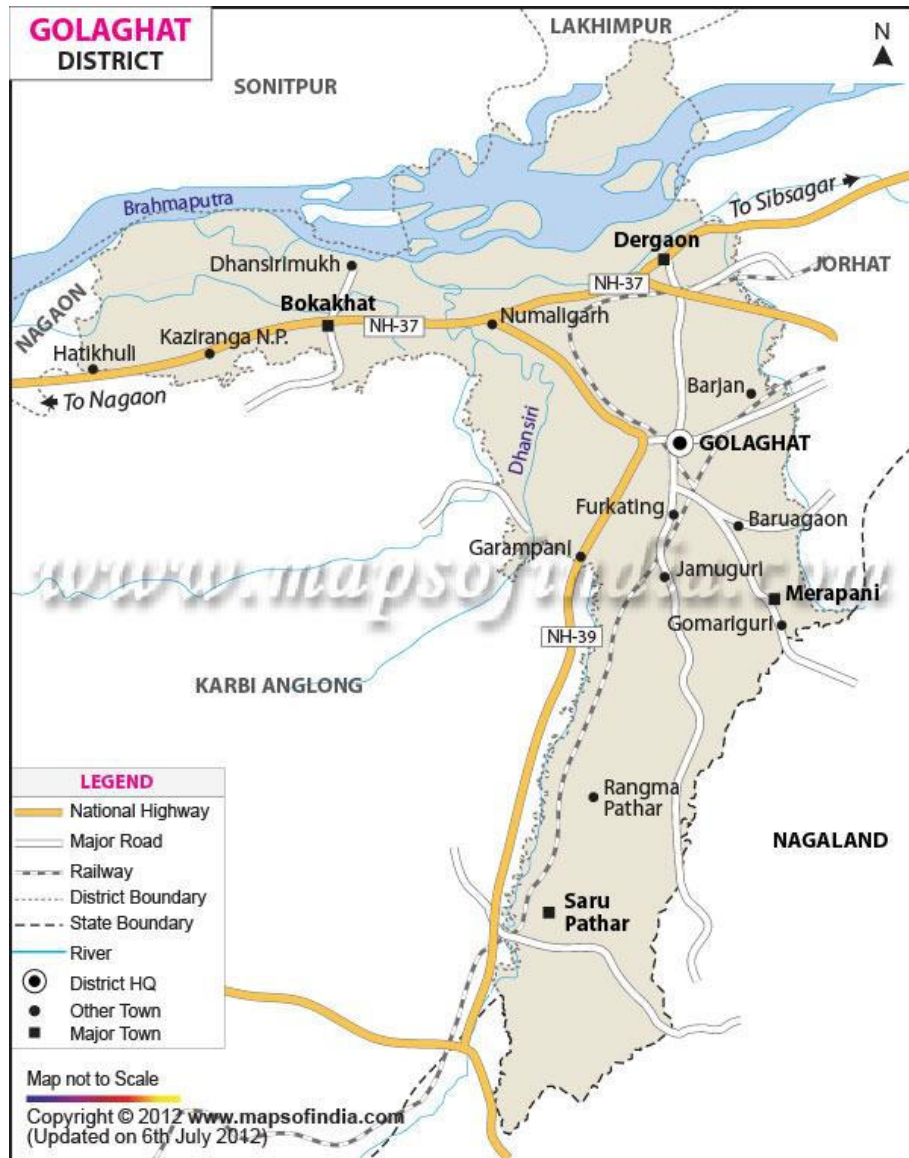 GOLAGHAT
DISTRICT
LAKHIMPUR
N
SONITPUR
Brahmaputra
To Sibsagar
Dergaon
Dhansirimukh
JORHAT
NH-37
Bokakhat
NAGAON
NH-37
Numaligarh
Kaziranga N.P.
Hatikhuli
To Nagaon
Barjan
Dhansiri
GOLAGHAT
Furkating
Baruagaon
Garampani
www.mapsofindia.com
Jamuguri
Merapani
Gomariguri
NH-39
KARBI ANGLONG
Rangma
Pathar
NAGALAND
Saru
Pathar
LEGEND
National Highway
Major Road
Railway
District Boundary
State Boundary
River
District HQ
Other Town
Major Town
Map not to Scale
Copyright © 2012 www.mapsofindia.com
(Updated on 6th July 2012)